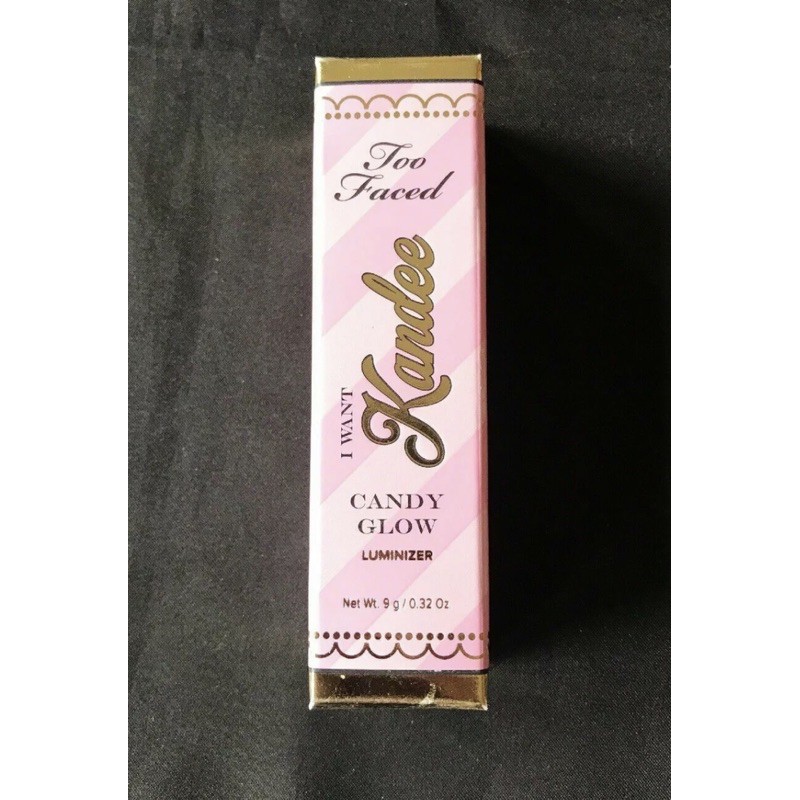 Too
Faced
I WANT
Kandee
CANDY
GLOW
LUMINIZER
Net Wt. 9 g / 0.32 Oz